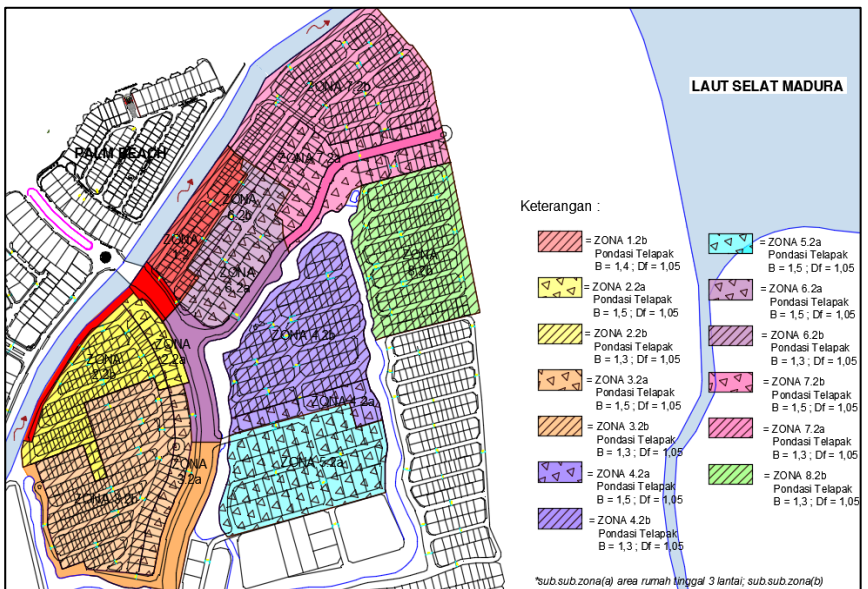 LAUT SELAT MADURA
PALM BEACH
ZONA 7.2b
ZONA 7.2a
ZONA
6.2b
ZONA
1.2
ZONA
6.2a
ZONA 8.2b
ZONA 4.2b
ZONA
2.2a
ZONA
2.2b
ZONA 4.2a
ZONA 5.2a
ZONA
3.2a
ZONA 3.2b
Keterangan :
= ZONA 1.2b
Pondasi Telapak
B = 1,4 ; Df = 1,05
= ZONA 2.2a
Pondasi Telapak
B = 1,5 ; Df = 1,05
= ZONA 2.2b
Pondasi Telapak
B = 1,3 ; Df = 1,05
= ZONA 3.2a
Pondasi Telapak
B = 1,5 ; Df = 1,05
= ZONA 3.2b
Pondasi Telapak
B = 1,3 ; Df = 1,05
= ZONA 4.2a
Pondasi Telapak
B = 1,5 ; Df = 1,05
= ZONA 4.2b
Pondasi Telapak
B = 1,3 ; Df = 1,05
= ZONA 5.2a
Pondasi Telapak
B = 1,5 ; Df = 1,05
= ZONA 6.2a
Pondasi Telapak
B = 1,5 ; Df = 1,05
= ZONA 6.2b
Pondasi Telapak
B = 1,3 ; Df = 1,05
= ZONA 7.2b
Pondasi Telapak
B = 1,5 ; Df = 1,05
= ZONA 7.2a
Pondasi Telapak
B = 1,3 ; Df = 1,05
= ZONA 8.2b
Pondasi Telapak
B = 1,3 ; Df = 1,05
*sub.sub.zona(a) area rumah tinggal 3 lantai; sub.sub.zona(b)